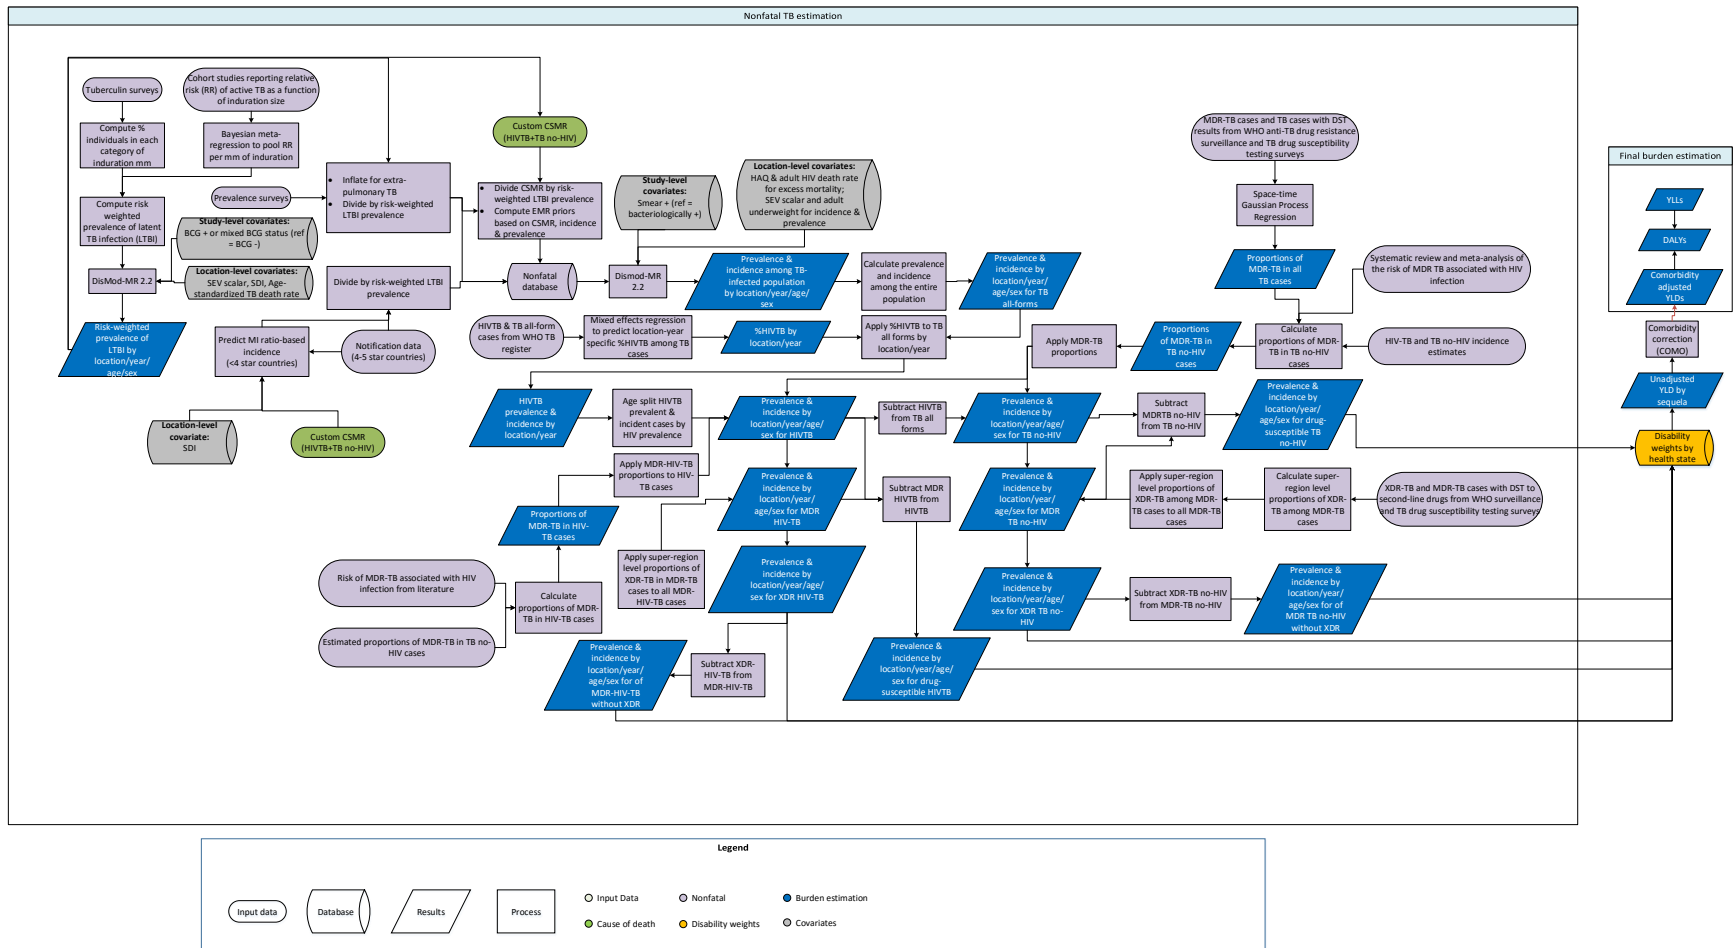 Nonfatal TB estimation
Tuberculin surveys
Cohort studies reporting relative
risk (RR) of active TB as a function
of induration size
Compute %
individuals in each
category of
induration mm
Bayesian meta-
regression to pool RR
per mm of induration
Prevalence surveys
Compute risk
weighted
prevalence of latent
TB infection (LTBI)
Study-level covariates:
BCG + or mixed BCG status (ref
= BCG -)
DisMod-MR 2.2
Location-level covariates:
SEV scalar, SDI, Age-
standardized TB death rate
Risk-weighted
prevalence of
LTBI by
location/year/
age/sex
Inflate for extra-
pulmonary TB
Divide by risk-weighted
LTBI prevalence
Divide by risk-weighted LTBI
prevalence
Predict MI ratio-based
incidence
(<4 star countries)
Notification data
(4-5 star countries)
Location-level
covariate:
SDI
Custom CSMR
(HIVTB+TB no-HIV)
Custom CSMR
(HIVTB+TB no-HIV)
Divide CSMR by risk-
weighted LTBI prevalence
Compute EMR priors
based on CSMR, incidence
& prevalence
Nonfatal
database
Study-level
covariates:
Smear + (ref =
bacteriologically +)
Location-level covariates:
HAQ & adult HIV death rate
for excess mortality;
SEV scalar and adult
underweight for incidence &
prevalence
Dismod-MR
2.2
Prevalence &
incidence among TB-
infected population
by location/year/age/
sex
Calculate prevalence
and incidence
among the entire
population
Prevalence &
incidence by
location/year/
age/sex for TB
all-forms
HIVTB & TB all-form
cases from WHO TB
register
Mixed effects regression
to predict location-year
specific %HIVTB among TB
cases
%HIVTB by
location/year
Apply %HIVTB to TB
all forms by
location/year
HIVTB
prevalence &
incidence by
location/year
Age split HIVTB
prevalent &
incident cases by
HIV prevalence
Prevalence &
incidence by
location/year/age/
sex for HIVTB
Subtract HIVTB
from TB all
forms
Prevalence &
incidence by
location/year/age/
sex for TB no-HIV
Subtract
MDRTB no-HIV
from TB no-HIV
Prevalence &
incidence by
location/year/
age/sex for drug-
susceptible TB
no-HIV
MDR-TB cases and TB cases with DST
results from WHO anti-TB drug resistance
surveillance and TB drug susceptibility
testing surveys
Space-time
Gaussian Process
Regression
Proportions of
MDR-TB in all
TB cases
Systematic review and meta-analysis of
the risk of MDR TB associated with HIV
infection
Apply MDR-TB
proportions
Proportions
of MDR-TB in
TB no-HIV
cases
Calculate
proportions of MDR-
TB in TB no-HIV
cases
HIV-TB and TB no-HIV incidence
estimates
Apply MDR-HIV-TB
proportions to HIV-
TB cases
Proportions of
MDR-TB in HIV-
TB cases
Prevalence &
incidence by
location/year/
age/sex for MDR
HIV-TB
Subtract MDR
HIVTB from
HIVTB
Prevalence &
incidence by
location/year/
age/sex for MDR
TB no-HIV
Apply super-region
level proportions of
XDR-TB among MDR-
TB cases to all MDR-TB
cases
Calculate super-
region level
proportions of XDR-
TB among MDR-TB
cases
XDR-TB and MDR-TB cases with DST to
second-line drugs from WHO surveillance
and TB drug susceptibility testing surveys
Risk of MDR-TB associated with HIV
infection from literature
Estimated proportions of MDR-TB in TB no-
HIV cases
Calculate
proportions of MDR-
TB in HIV-TB cases
Apply super-region
level proportions of
XDR-TB in MDR-TB
cases to all MDR-
HIV-TB cases
Prevalence &
incidence by
location/year/age/
sex for XDR HIV-TB
Prevalence &
incidence by
location/year/age/
sex for XDR TB no-
HIV
Subtract XDR-TB no-HIV
from MDR-TB no-HIV
Prevalence &
incidence by
location/year/
age/sex for of
MDR TB no-HIV
without XDR
Prevalence &
incidence by
location/year/
age/sex for of
MDR-HIV-TB
without XDR
Subtract XDR-
HIV-TB from
MDR-HIV-TB
Prevalence &
incidence by
location/year/age/
sex for drug-
susceptible HIVTB
Final burden estimation
YLLs
DALYs
Comorbidity
adjusted
YLDs
Comorbidity
correction
(COMO)
Unadjusted
YLD by
sequela
Disability
weights by
health state
Legend
Input data
Database
Results
Process
Input Data
Nonfatal
Burden estimation
Cause of death
Disability weights
Covariates